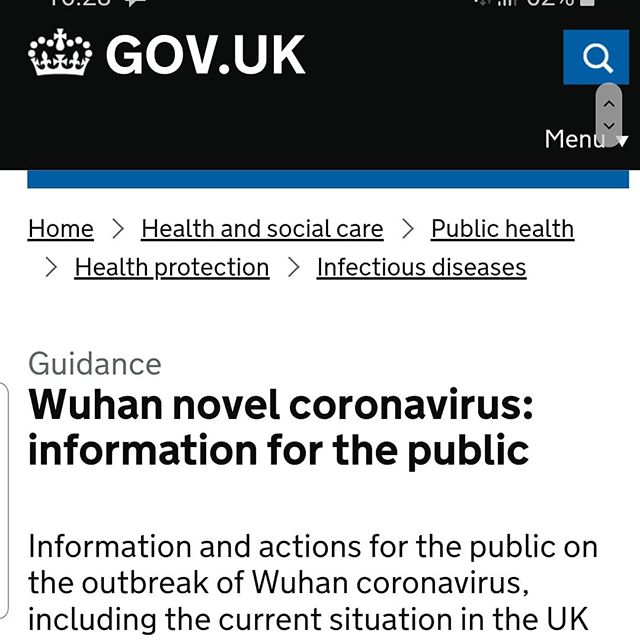 GOV.UK
Menu ▼
Home > Health and social care > Public health
> Health protection > Infectious diseases
Guidance
Wuhan novel coronavirus:
information for the public
Information and actions for the public on
the outbreak of Wuhan coronavirus,
including the current situation in the UK